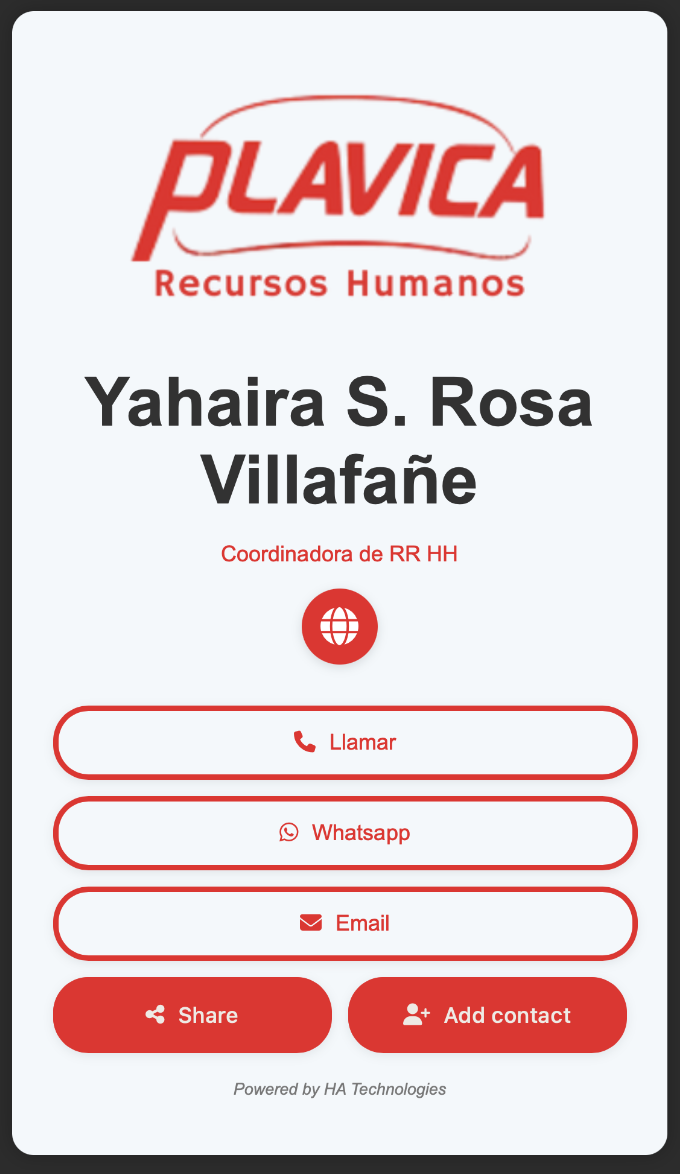 PLAVICA
Recursos Humanos
Yahaira S. Rosa
Villafañe
Coordinadora de RR HH
Llamar
Whatsapp
Email
Share
Add contact
Powered by HA Technologies